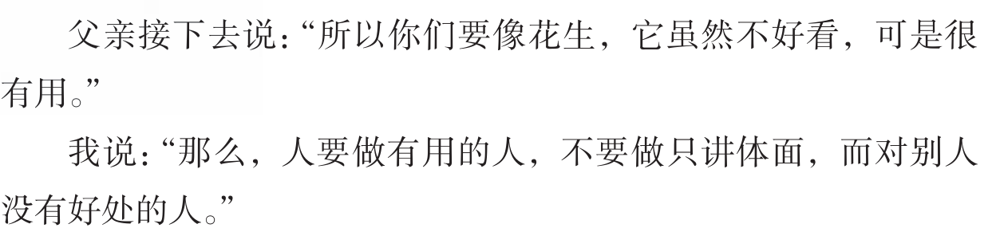 父亲接下去说：“所以你们要像花生，它虽然不好看，可是很
有用。”
我说：“那么，人要做有用的人，不要做只讲体面，而对别人
没有好处的人。”